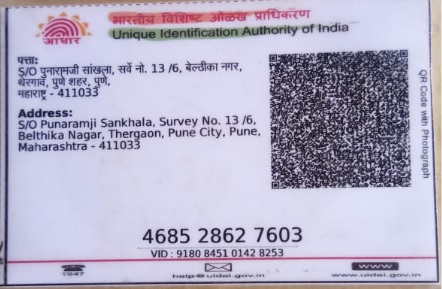 भारतीय विशिष्ट ओळख प्राधिकरण
Unique Identification Authority of India
आधार
पत्ता:
S/O पुनारामजी सांखला, सर्वे नो. 13 /6, बेल्ठीका नगर,
थेरगाव, पुणे शहर, पुणे,
महाराष्ट्र - 411033
Address:
S/O Punaramji Sankhala, Survey No. 13 /6,
Belthika Nagar, Thergaon, Pune City, Pune,
Maharashtra - 411033
QR Code with Photograph
4685 2862 7603
VID : 9180 8451 0142 8253
1947
help@uidai.gov.in
www
www.uidai.gov.in